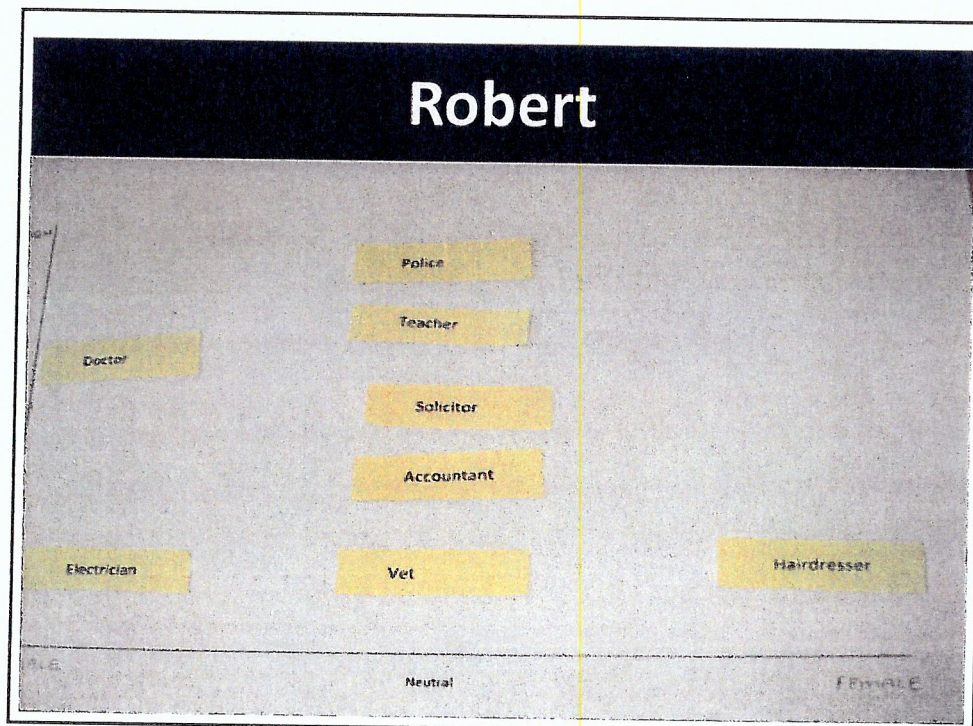 Robert
Police
Teacher
Doctor
Solicitor
Accountant
Electrician
Vet
Hairdresser
Neutral
FEMALE